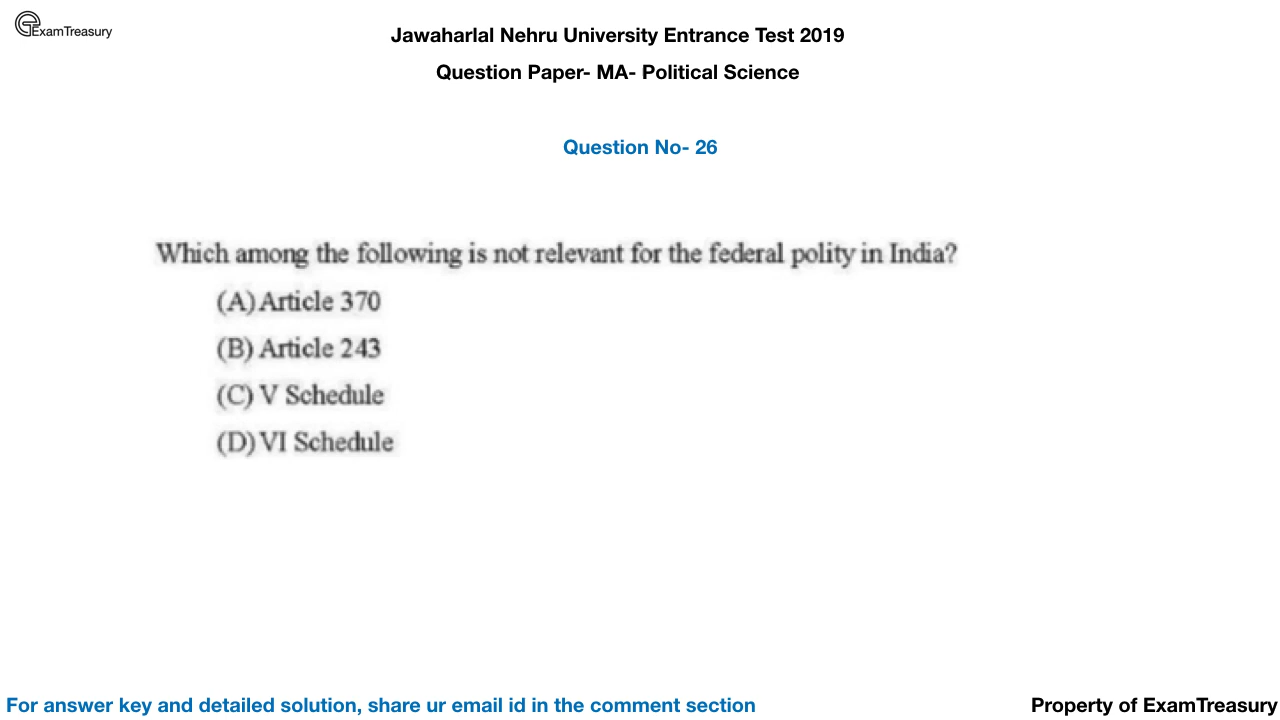 ExamTreasury
Jawaharlal Nehru University Entrance Test 2019
Question Paper- MA- Political Science
Question No- 26
Which among the following is not relevant for the federal polity in India?
(A) Article 370
(B) Article 243
(C) V Schedule
(D) VI Schedule
For answer key and detailed solution, share ur email id in the comment section
Property of ExamTreasury